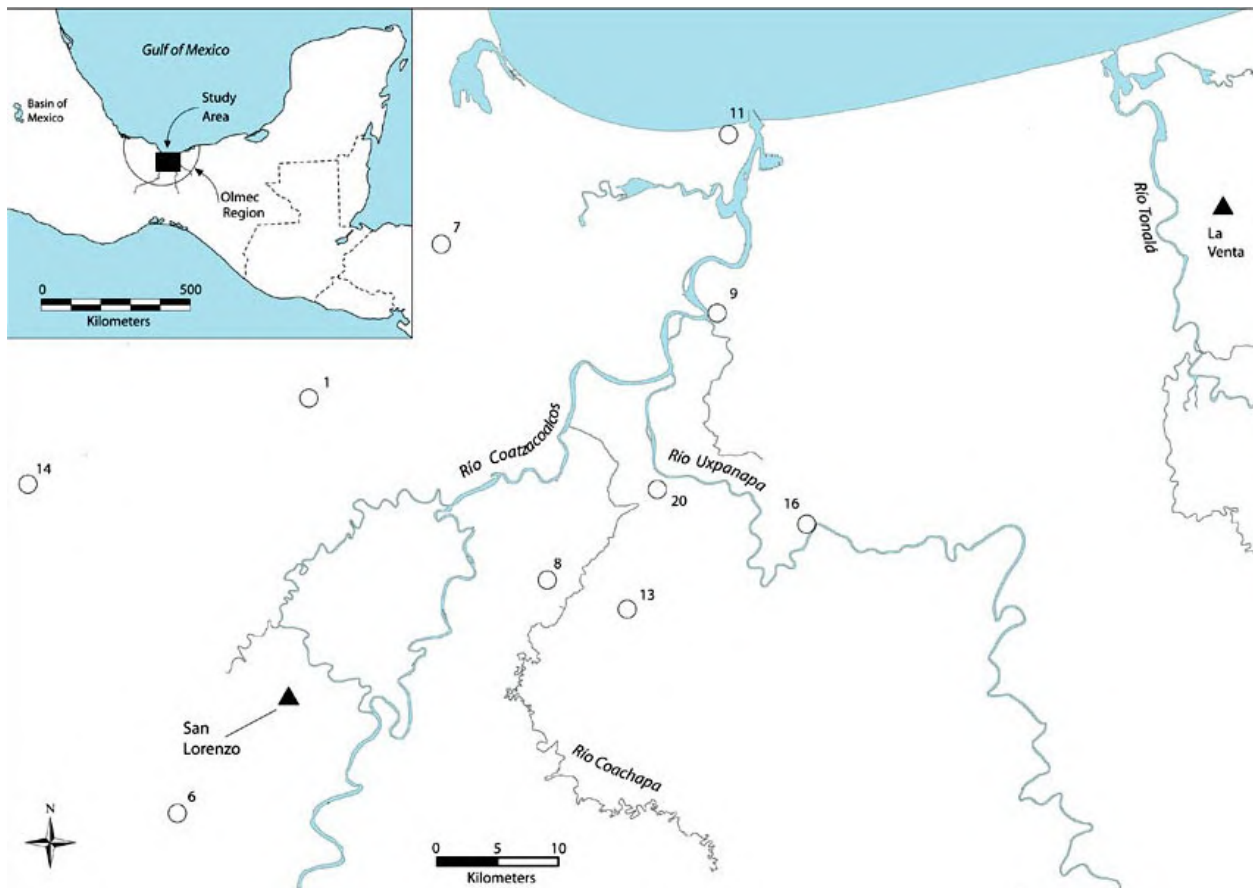 Gulf of Mexico
Basin of
Mexico
Study
Area
Olmec
Region
0 500
Kilometers
11
7
9
1
14
20
16
8
13
6
Río Tonalá
La
Venta
Río Coatzacoalcos
Río Uxpanapa
San
Lorenzo
Río Coachapa
N
0 5 10
Kilometers